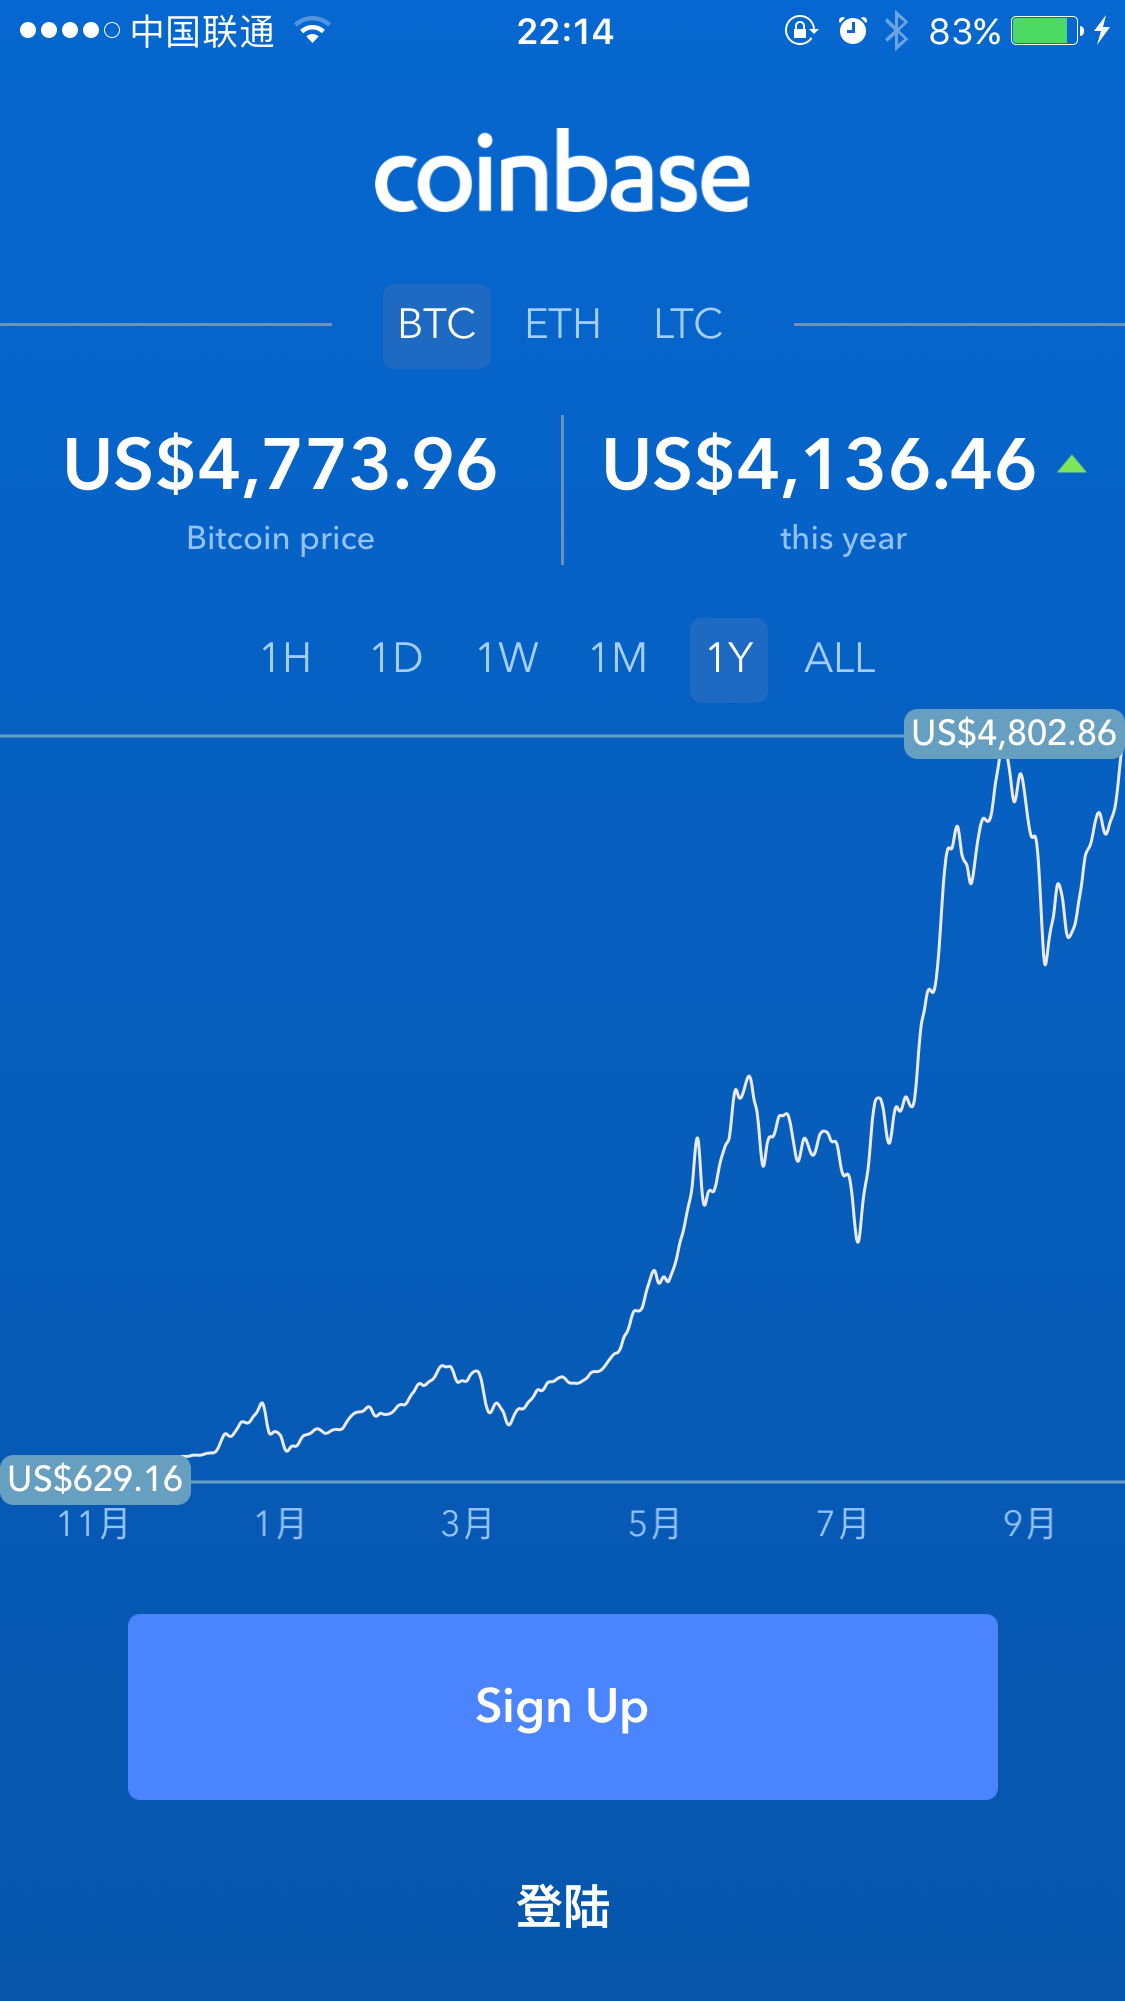 中国联通 22:14 83%
coinbase
BTC ETH LTC
US$4,773.96 US$4,136.46
Bitcoin price this year
1H 1D 1W 1M 1Y ALL
US$4,802.86
US$629.16
11月 1月 3月 5月 7月 9月
Sign Up
登陆